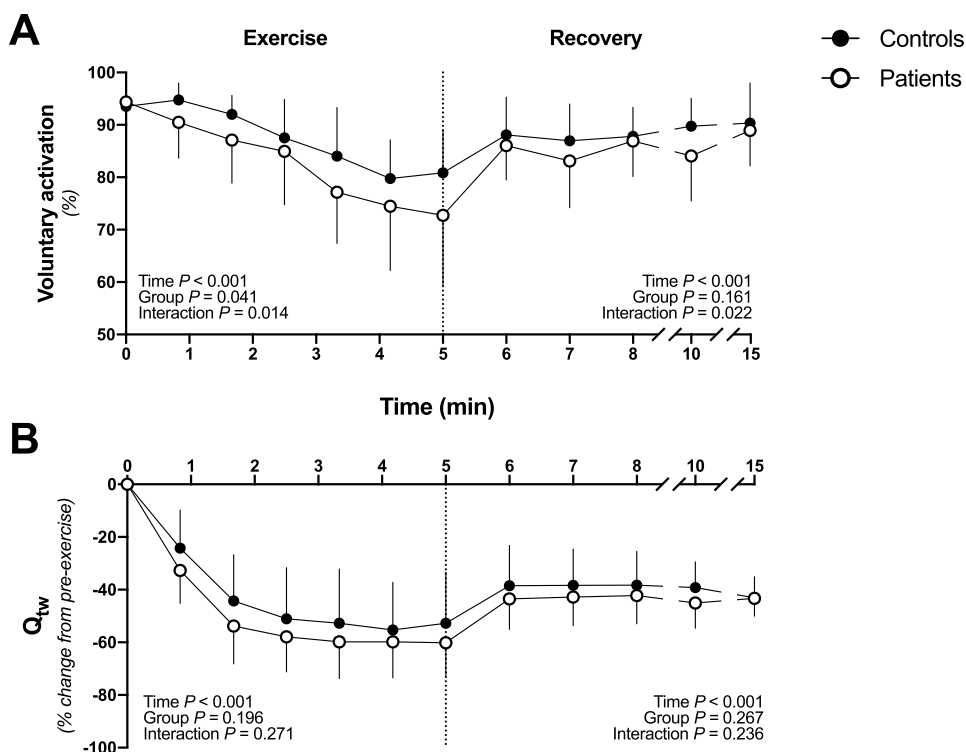 A
Exercise
Recovery
Controls
Patients
Voluntary activation
(%)
100
90
80
70
60
50
Time P < 0.001
Group P = 0.041
Interaction P = 0.014
Time P < 0.001
Group P = 0.161
Interaction P = 0.022
0 1 2 3 4 5 6 7 8 10 15
Time (min)
B
0 1 2 3 4 5 6 7 8 10 15
Qtw
(% change from pre-exercise)
0
-20
-40
-60
-80
-100
Time P < 0.001
Group P = 0.196
Interaction P = 0.271
Time P < 0.001
Group P = 0.267
Interaction P = 0.236